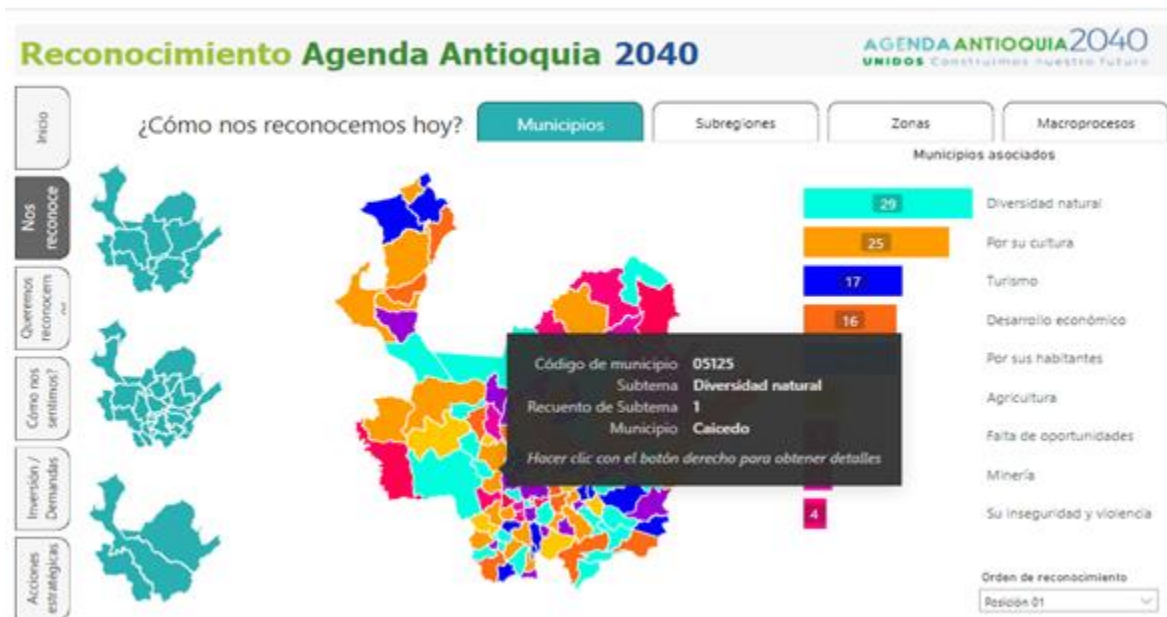 Reconocimiento Agenda Antioquia 2040
AGENDA ANTIOQUIA 2040
UNIDOS Construimos nuestro futuro
¿Cómo nos reconocemos hoy?
Municipios
Subregiones
Zonas
Macroprocesos
Inicio
Nos
reconoce
Queremos
reconocem
Cómo nos
sentimos?
Inversión /
Demandas
Acciones
estratégicas
Municipios asociados
29 Diversidad natural
25 Por su cultura
17 Turismo
16 Desarrollo económico
Por sus habitantes
Agricultura
Falta de oportunidades
Minería
4 Su inseguridad y violencia
Código de municipio 05125
Subtema Diversidad natural
Recuento de Subtema 1
Municipio Caicedo
Hacer clic con el botón derecho para obtener detalles
Orden de reconocimiento
Posición 01